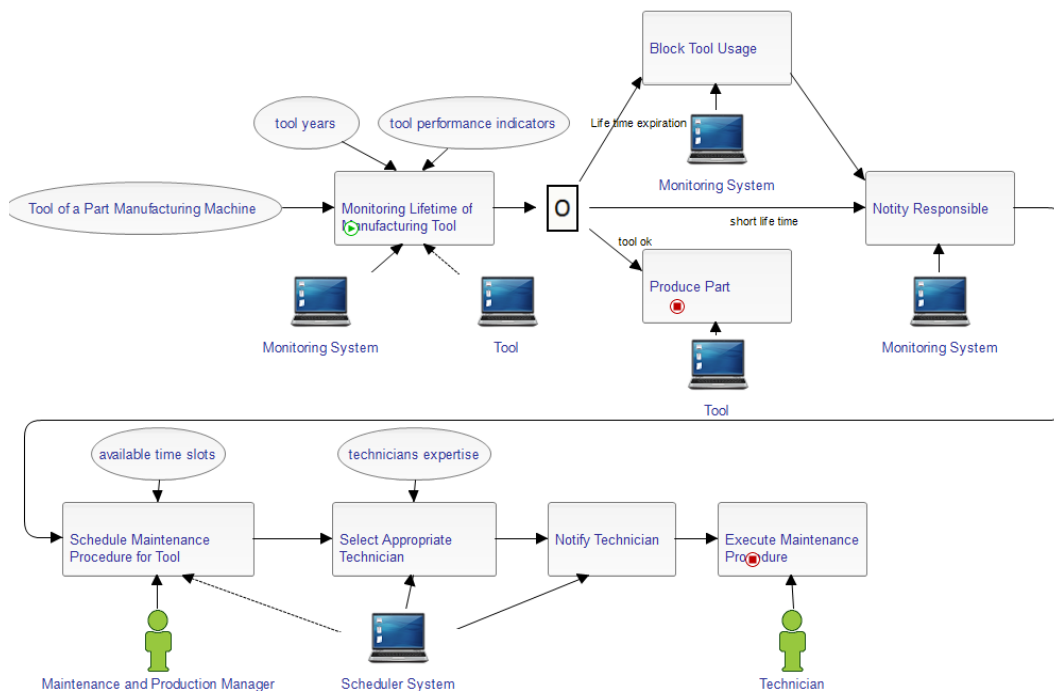 Block Tool Usage
tool years
tool performance indicators
Life time expiration
Monitoring System
Tool of a Part Manufacturing Machine
Monitoring Lifetime of
Manufacturing Tool
O
Notity Responsible
short life time
tool ok
Produce Part
Monitoring System
Tool
Monitoring System
Tool
available time slots
technicians expertise
Schedule Maintenance
Procedure for Tool
Select Appropriate
Technician
Notify Technician
Execute Maintenance
Procedure
Maintenance and Production Manager
Scheduler System
Technician